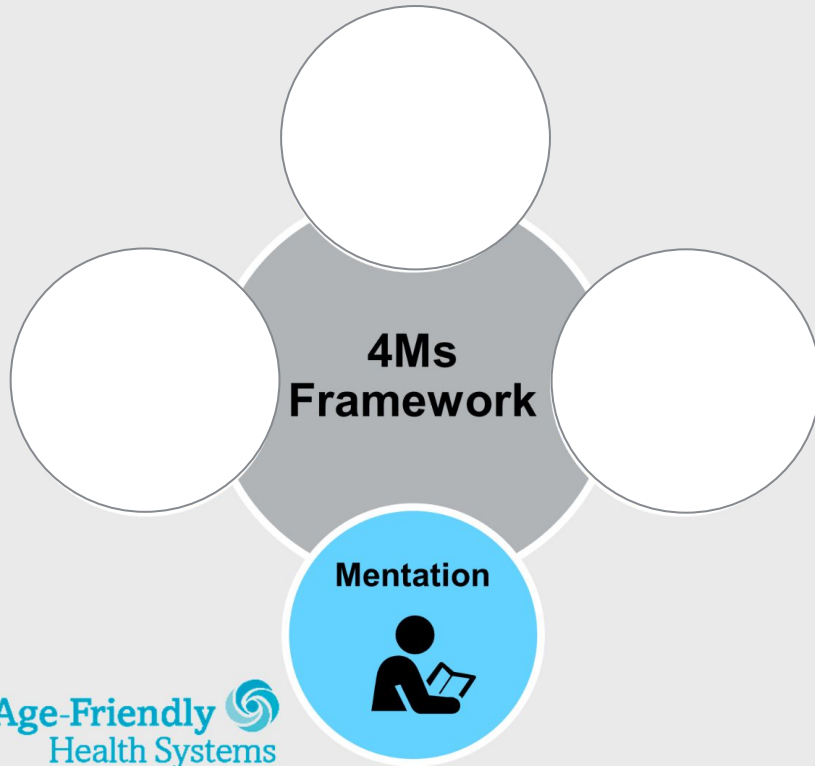 4Ms
Framework
Mentation
Age-Friendly
Health Systems